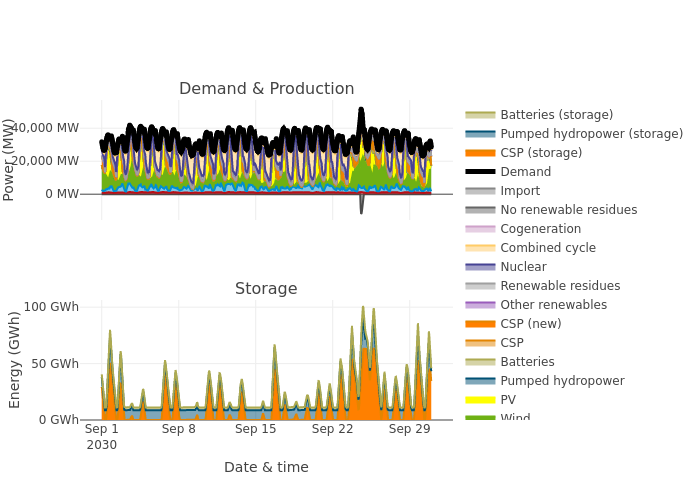 Demand & Production
Power (MW)
40,000 MW
20,000 MW
0 MW
Storage
Energy (GWh)
100 GWh
50 GWh
0 GWh
Sep 1
2030
Sep 8
Sep 15
Sep 22
Sep 29
Date & time
Batteries (storage)
Pumped hydropower (storage)
CSP (storage)
Demand
Import
No renewable residues
Cogeneration
Combined cycle
Nuclear
Renewable residues
Other renewables
CSP (new)
CSP
Batteries
Pumped hydropower
PV
Wind